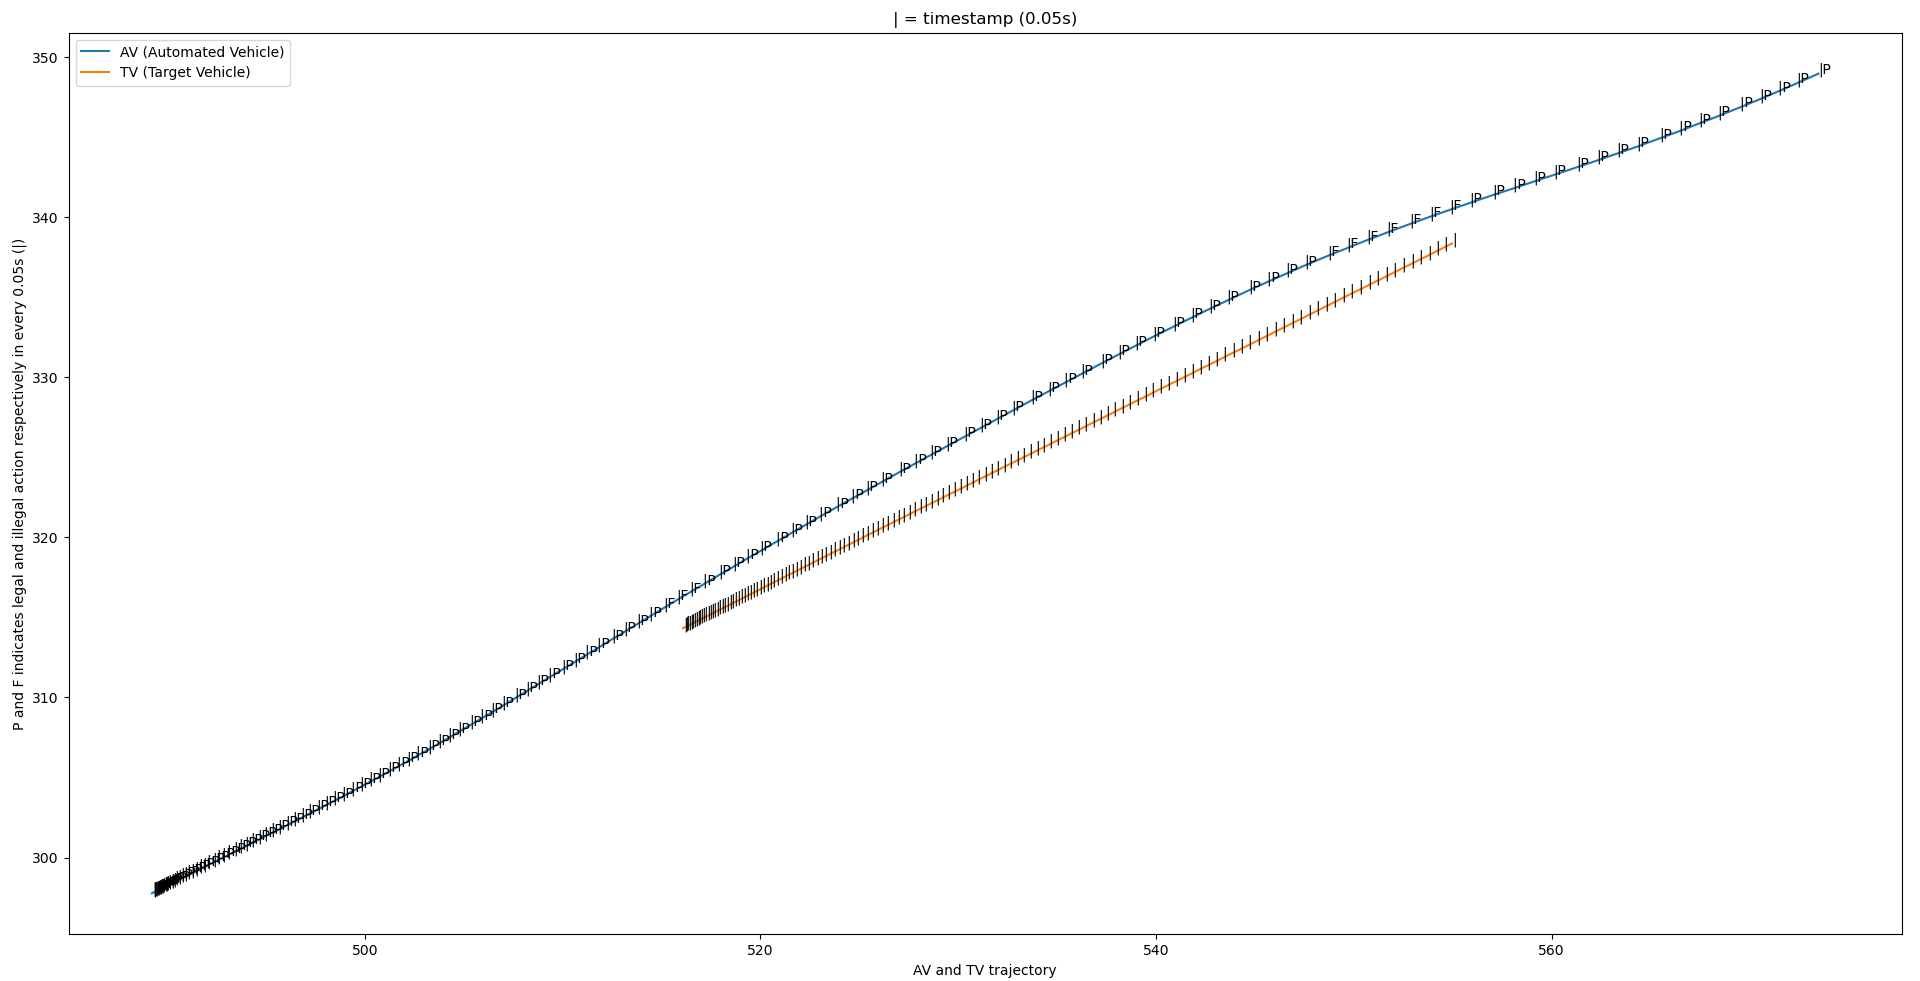 | = timestamp (0.05s)
AV (Automated Vehicle)
TV (Target Vehicle)
P and F indicates legal and illegal action respectively in every 0.05s (|)
350
340
330
320
310
300
500
520
540
560
AV and TV trajectory